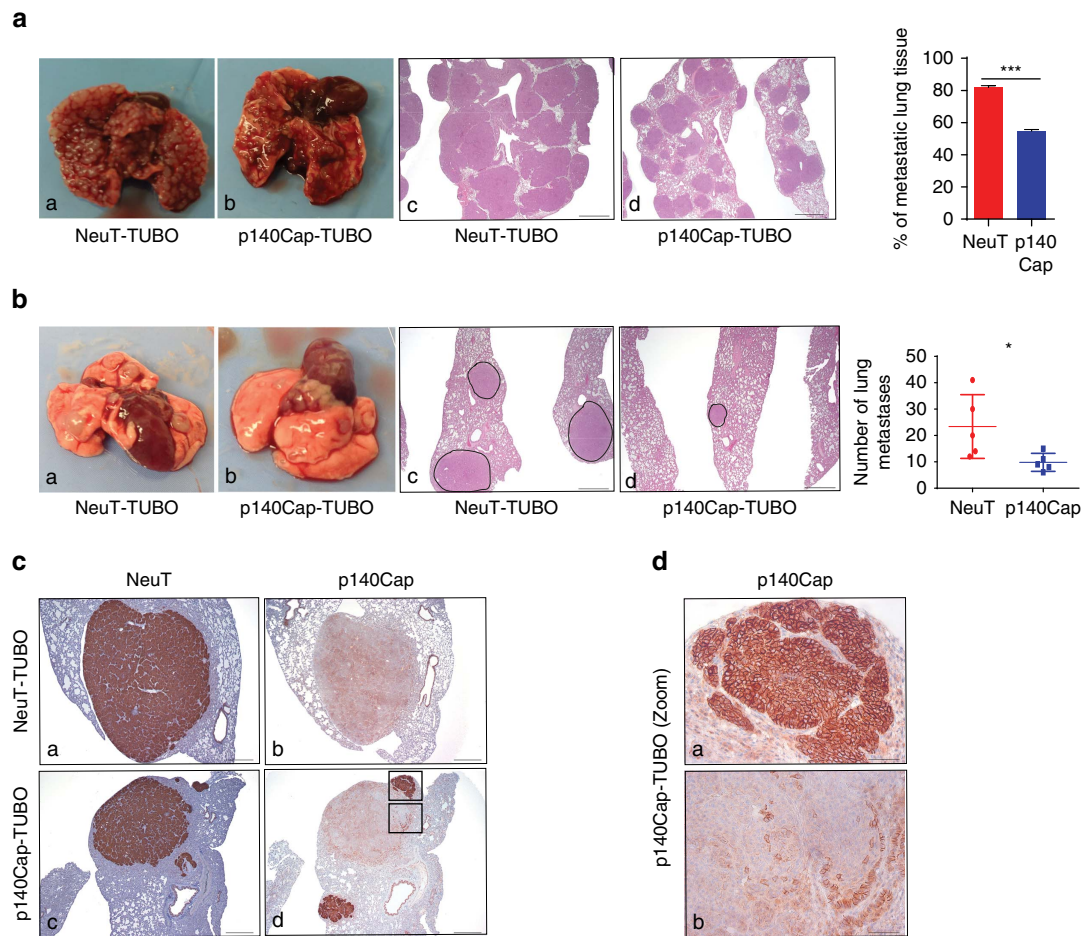 a
a
b
c
d
NeuT-TUBO
p140Cap-TUBO
NeuT-TUBO
p140Cap-TUBO
% of metastatic lung tissue
100
80
60
40
20
0
***
NeuT
p140
Cap
b
a
b
c
d
NeuT-TUBO
p140Cap-TUBO
NeuT-TUBO
p140Cap-TUBO
Number of lung
metastases
50
40
30
20
10
0
*
NeuT
p140Cap
c
NeuT
p140Cap
NeuT-TUBO
a
b
p140Cap-TUBO
c
d
d
p140Cap
p140Cap-TUBO (Zoom)
a
b